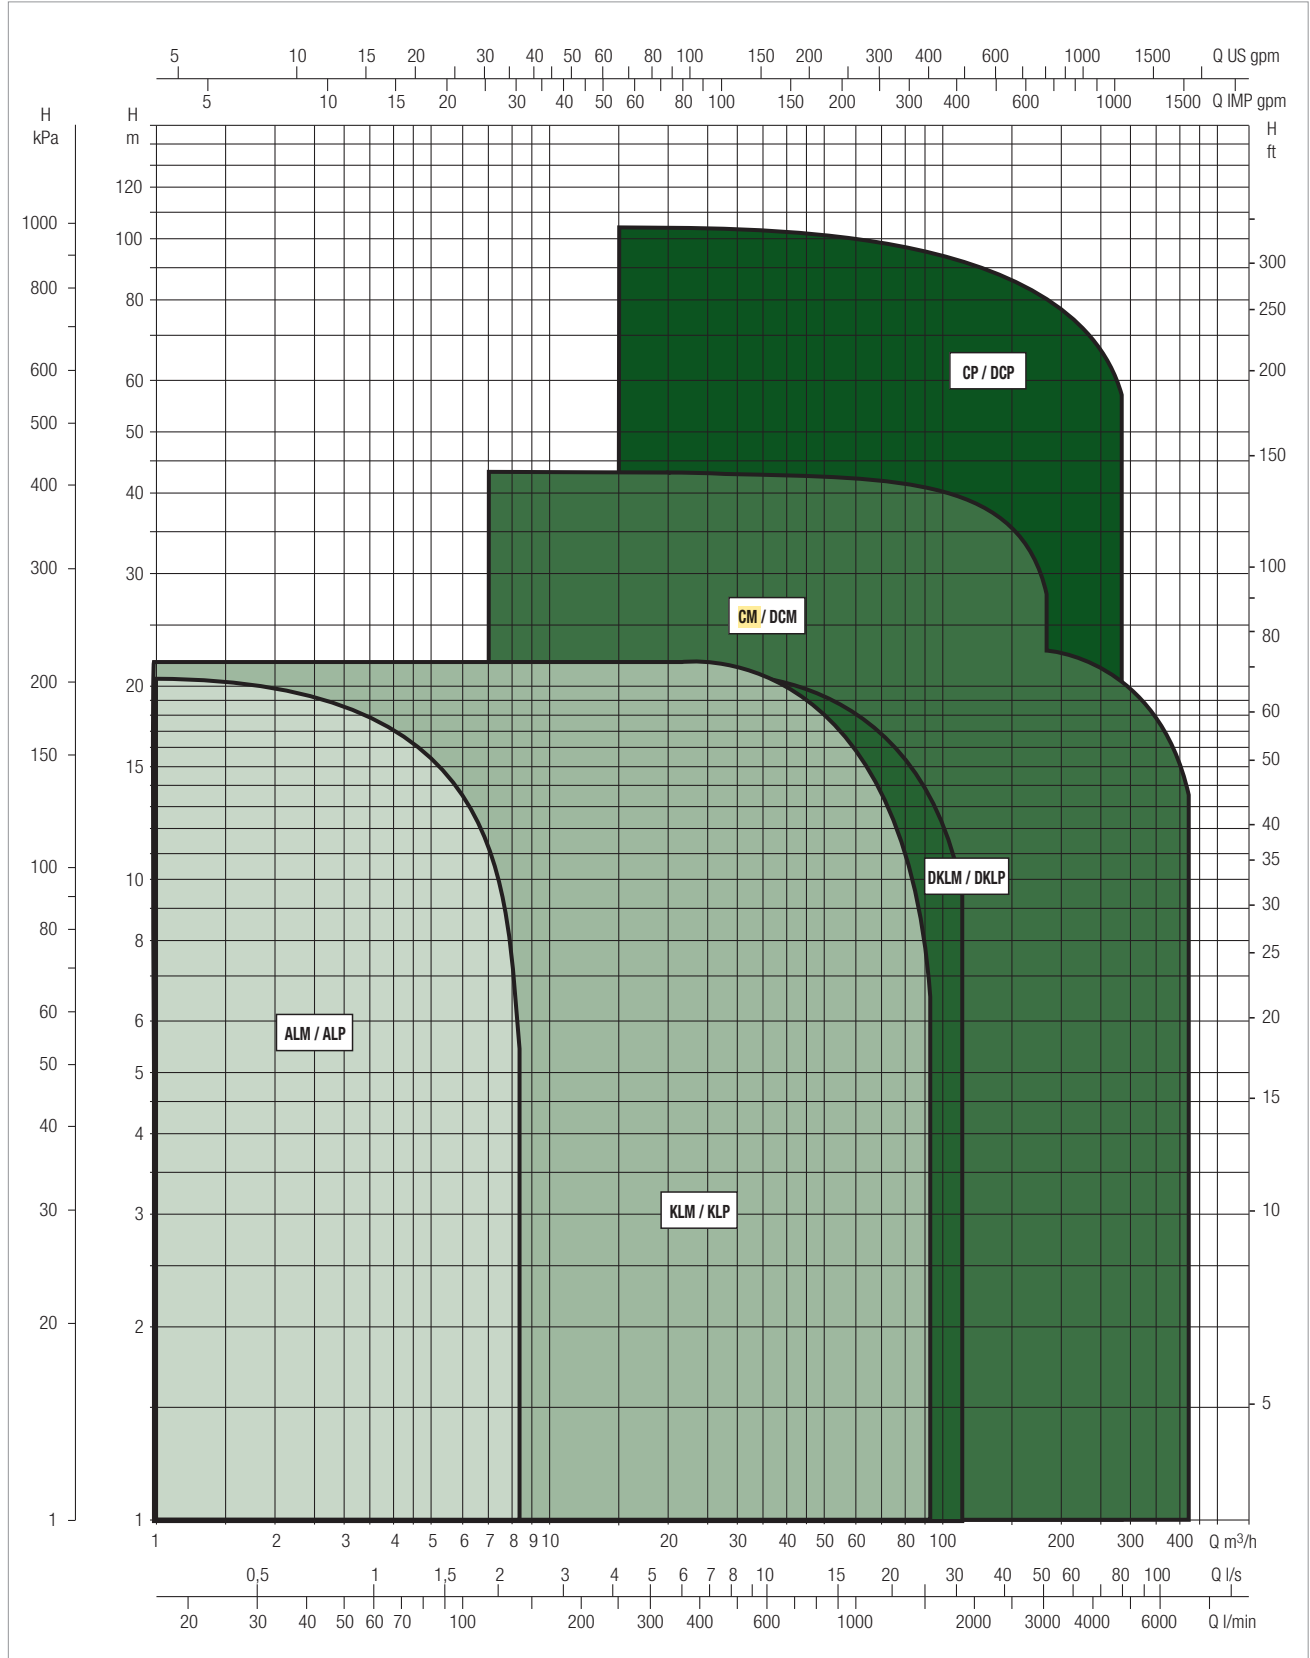 5 10 15 20 30 40 50 60 80 100 150 200 300 400 600 1000 1500 Q US gpm
5 10 15 20 30 40 50 60 80 100 150 200 300 400 600 1000 1500 Q IMP gpm
H H H
kPa m ft
120
1000
100
300
800
80
250
600 60 200
500 50
150
400 40
300 30 100
80
200 20
60
150 15 50
40
35
100 10
30
80 8
25
60 6 20
50 5
15
40 4
30 3 10
20 2
5
1 1
CP / DCP
CM / DCM
DKLM / DKLP
ALM / ALP
KLM / KLP
1 2 3 4 5 6 7 8 9 10 20 30 40 50 60 80 100 200 300 400 Q m³/h
0,5 1 1,5 2 3 4 5 6 7 8 10 15 20 30 40 50 60 80 100 Q l/s
20 30 40 50 60 70 100 200 300 400 600 1000 2000 3000 4000 6000 Q l/min